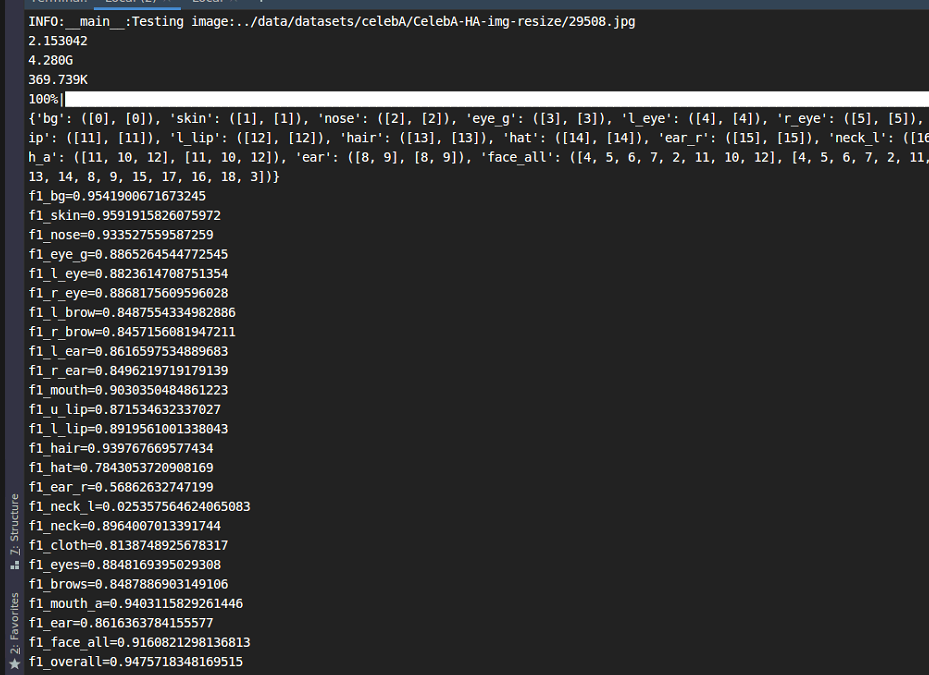 INFO:__main__:Testing image:../data/datasets/celebA/CelebA-HA-img-resize/29508.jpg
2.153042
4.280G
369.739K
100%|
{'bg': ([0], [0]), 'skin': ([1], [1]), 'nose': ([2], [2]), 'eye_g': ([3], [3]), 'l_eye': ([4], [4]), 'r_eye': ([5], [5]),
ip': ([11], [11]), 'l_lip': ([12], [12]), 'hair': ([13], [13]), 'hat': ([14], [14]), 'ear_r': ([15], [15]), 'neck_l': ([16
h_a': ([11, 10, 12], [11, 10, 12]), 'ear': ([8, 9], [8, 9]), 'face_all': ([4, 5, 6, 7, 2, 11, 10, 12], [4, 5, 6, 7, 2, 11,
13, 14, 8, 9, 15, 17, 16, 18, 3])}
f1_bg=0.9541900671673245
f1_skin=0.9591915826075972
f1_nose=0.933527559587259
f1_eye_g=0.8865264544772545
f1_l_eye=0.8823614708751354
f1_r_eye=0.8868175609596028
f1_l_brow=0.8487554334982886
f1_r_brow=0.8457156081947211
f1_l_ear=0.8616597534889683
f1_r_ear=0.8496219719179139
f1_mouth=0.9030350484861223
f1_u_lip=0.871534632337027
f1_l_lip=0.8919561001338043
f1_hair=0.939767669577434
f1_hat=0.7843053720908169
f1_ear_r=0.56862632747199
f1_neck_l=0.025357564624065083
f1_neck=0.8964007013391744
f1_cloth=0.8138748925678317
f1_eyes=0.8848169395029308
f1_brows=0.8487886903149106
f1_mouth_a=0.9403115829261446
f1_ear=0.8616363784155577
f1_face_all=0.9160821298136813
f1_overall=0.9475718348169515
7: Structure
2: Favorites